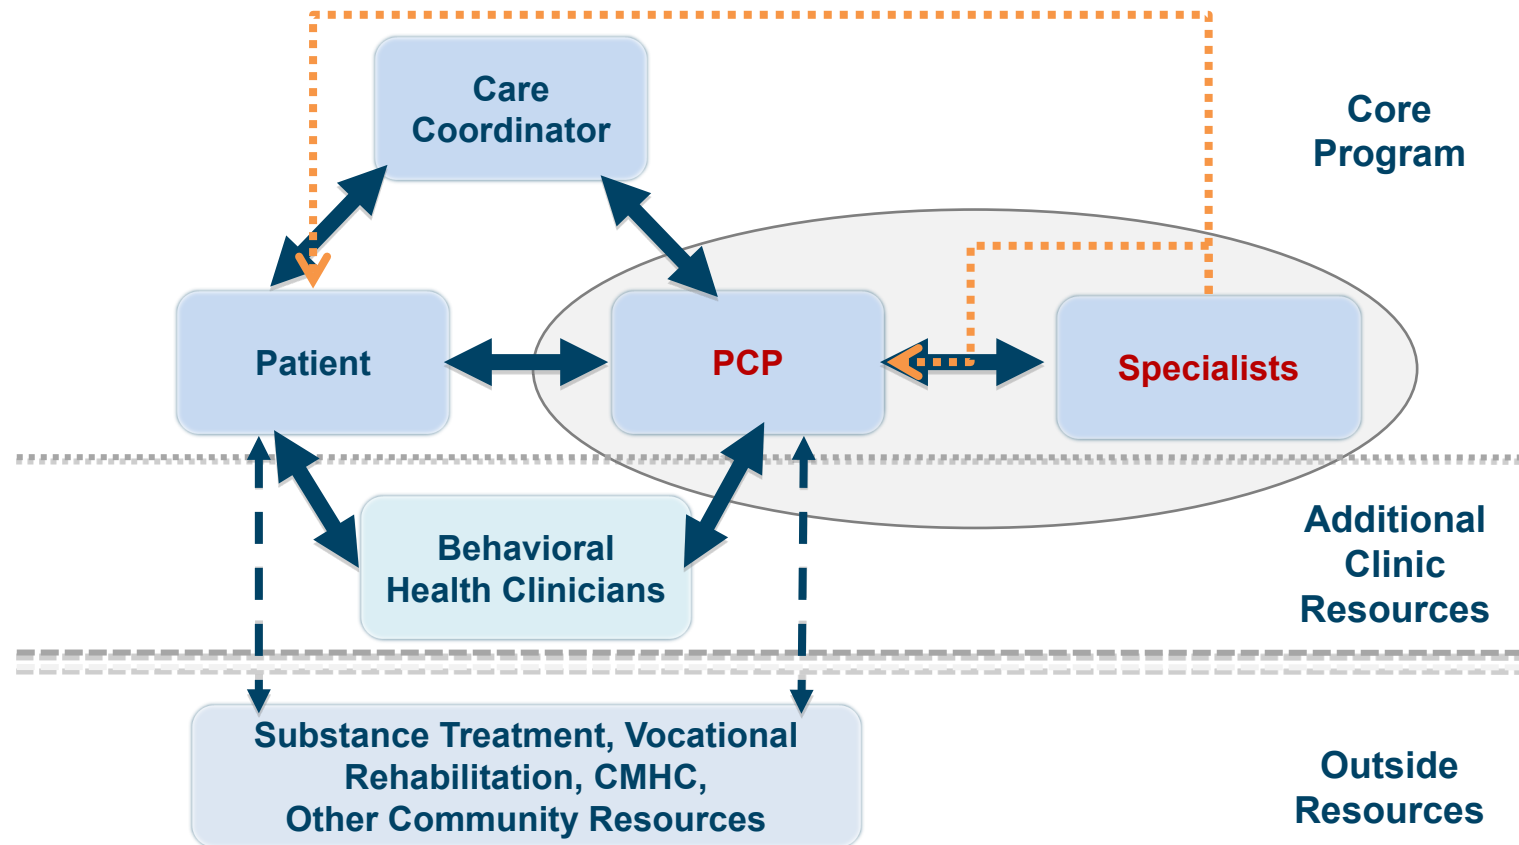 Care
Coordinator
Core
Program
Patient
PCP
Specialists
Behavioral
Health Clinicians
Additional
Clinic
Resources
Substance Treatment, Vocational
Rehabilitation, CMHC,
Other Community Resources
Outside
Resources